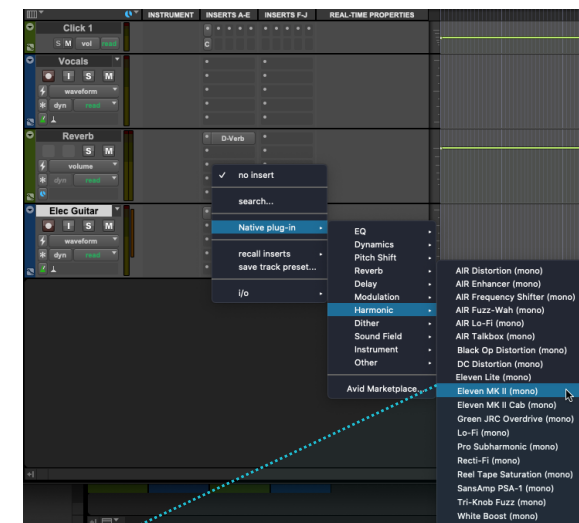 INSTRUMENT INSERTS A-E INSERTS F-J REAL-TIME PROPERTIES
Click 1
S M vol read
C
Vocals
I S M
waveform
dyn read
Reverb
D-Verb
S M
volume
dyn read
Elec Guitar
I S M
waveform
dyn read
no insert
search...
Native plug-in
recall inserts
save track preset...
i/o
EQ
Dynamics
Pitch Shift
Reverb
Delay
Modulation
Harmonic
Dither
Sound Field
Instrument
Other
Avid Marketplace...
AIR Distortion (mono)
AIR Enhancer (mono)
AIR Frequency Shifter (mono)
AIR Fuzz-Wah (mono)
AIR Lo-Fi (mono)
AIR Talkbox (mono)
Black Op Distortion (mono)
DC Distortion (mono)
Eleven Lite (mono)
Eleven MK II (mono)
Eleven MK II Cab (mono)
Green JRC Overdrive (mono)
Lo-Fi (mono)
Pro Subharmonic (mono)
Recti-Fi (mono)
Reel Tape Saturation (mono)
SansAmp PSA-1 (mono)
Tri-Knob Fuzz (mono)
White Boost (mono)